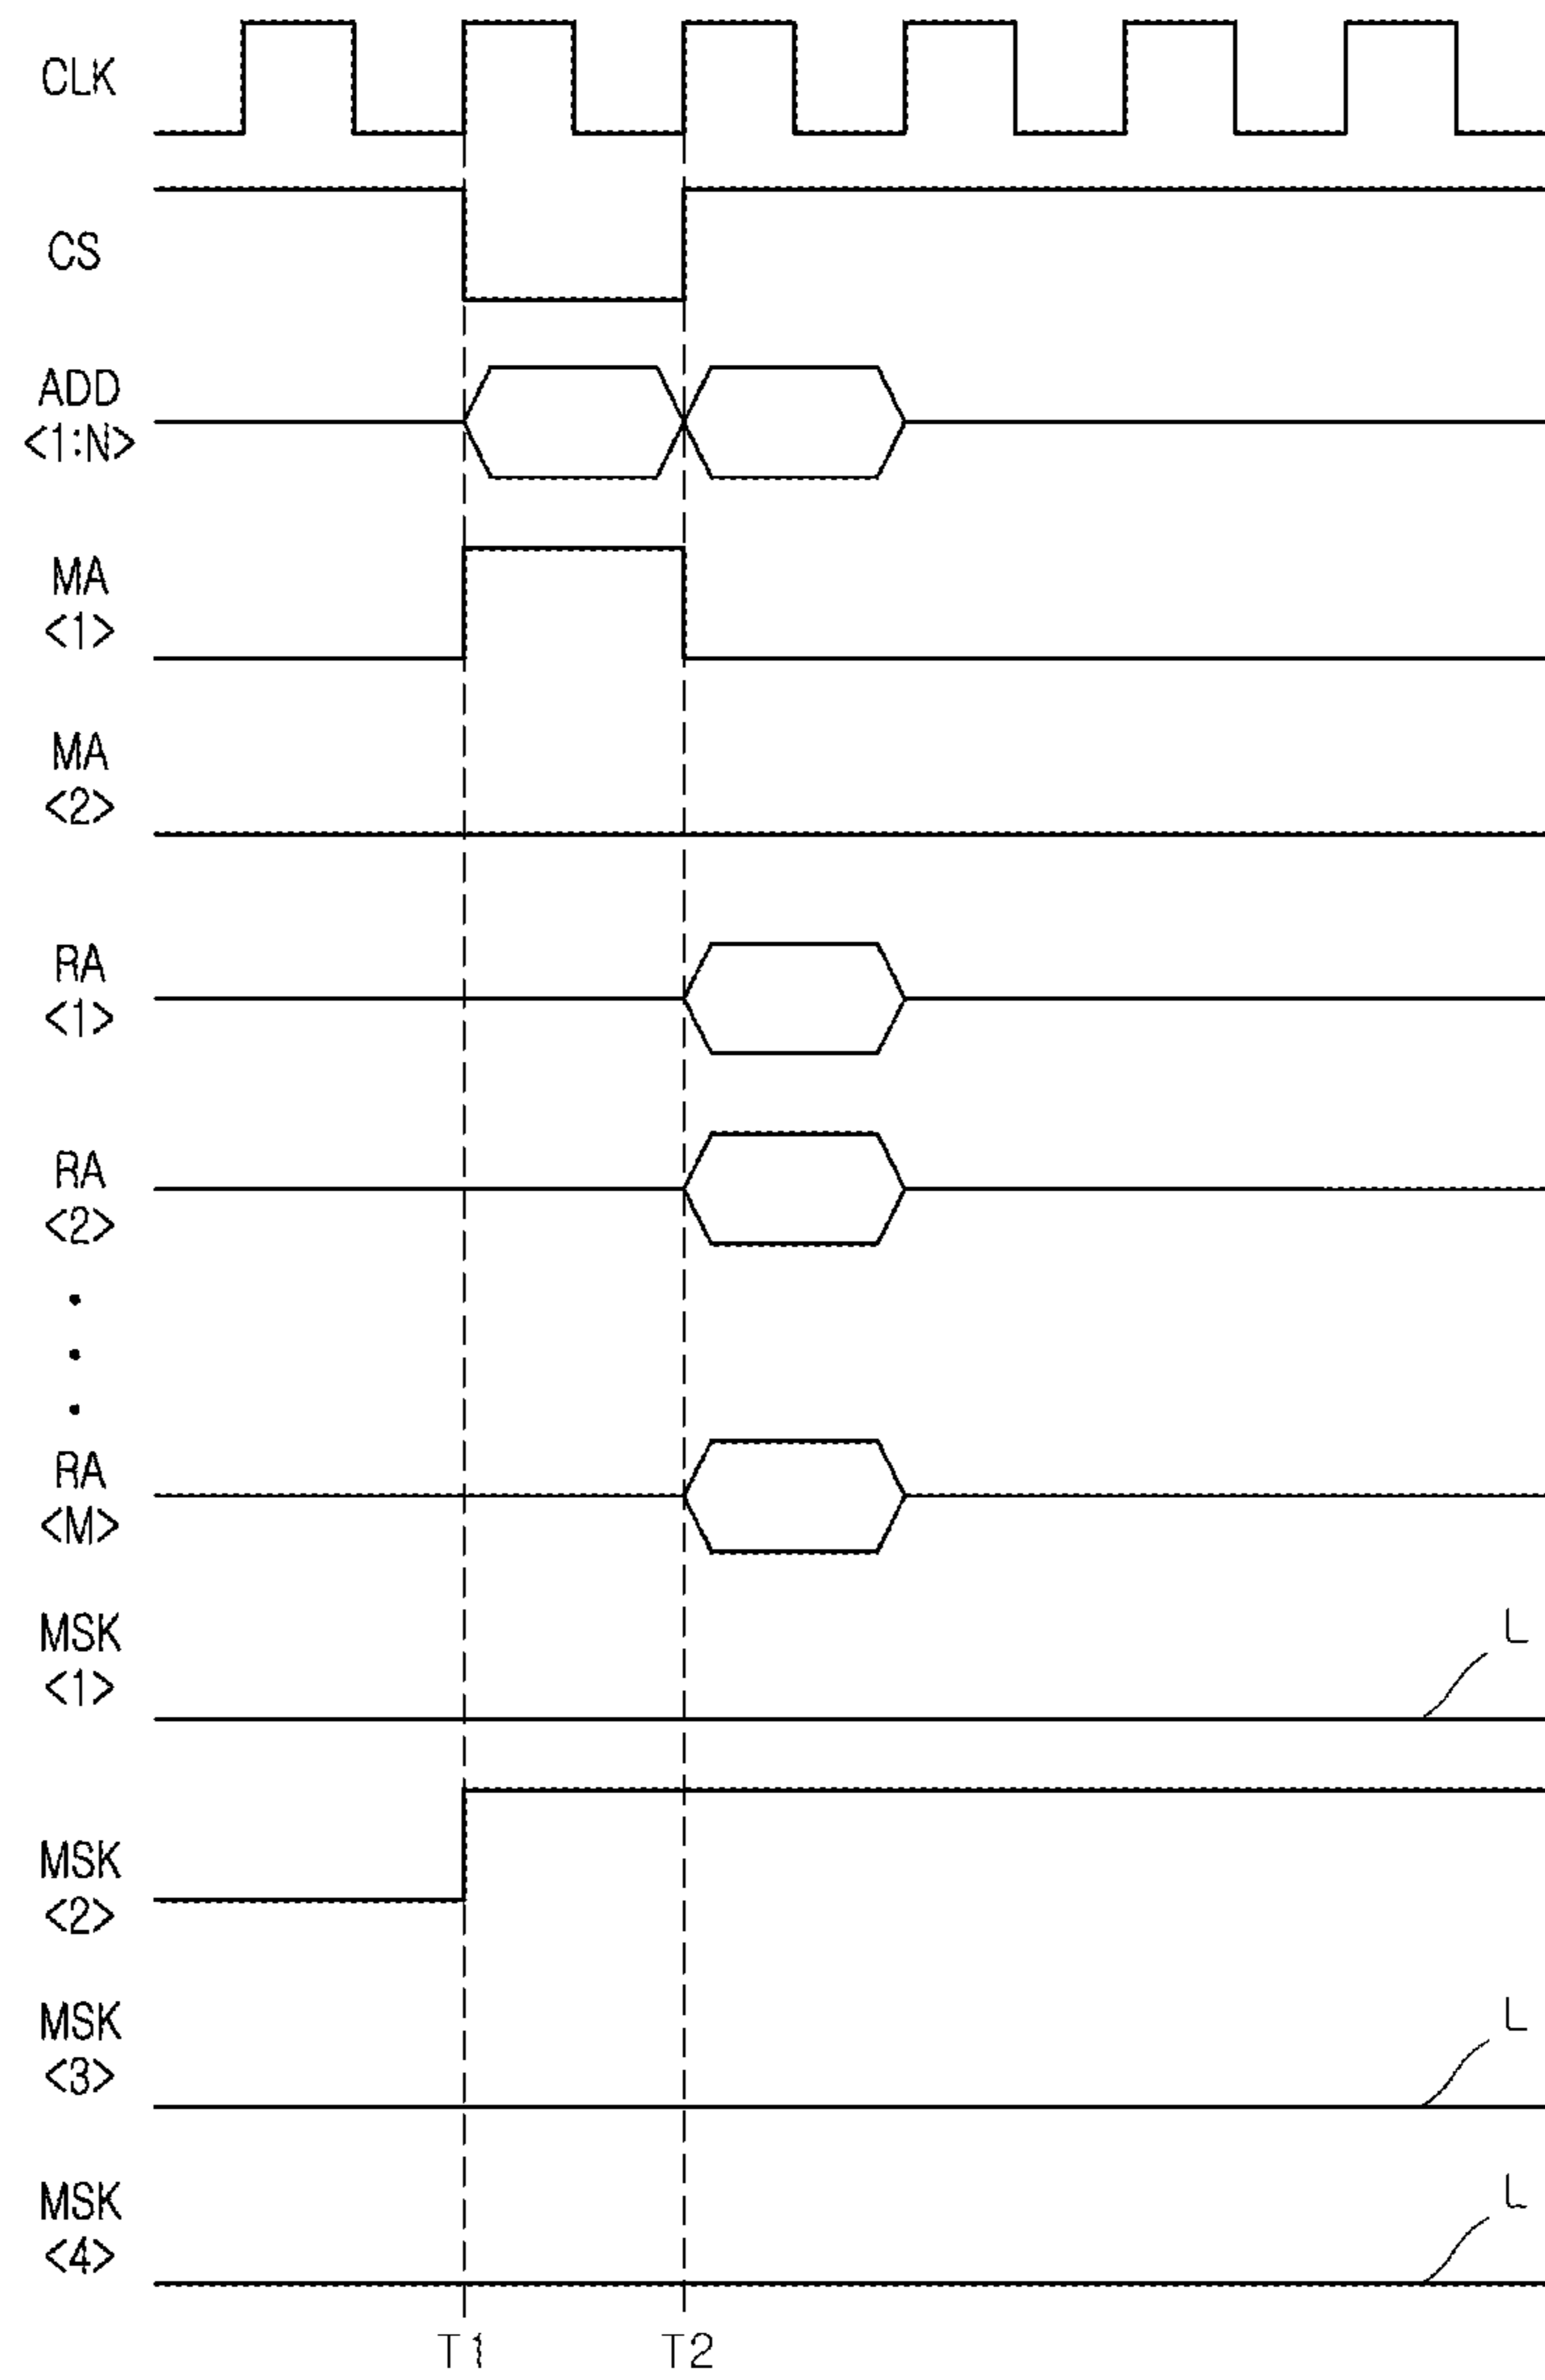 CLK
CS
ADD
<1:N>
MA
<1>
MA
<2>
RA
<1>
RA
<2>
RA
<M>
MSK
<1>
L
MSK
<2>
MSK
<3>
L
MSK
<4>
L
T1
T2